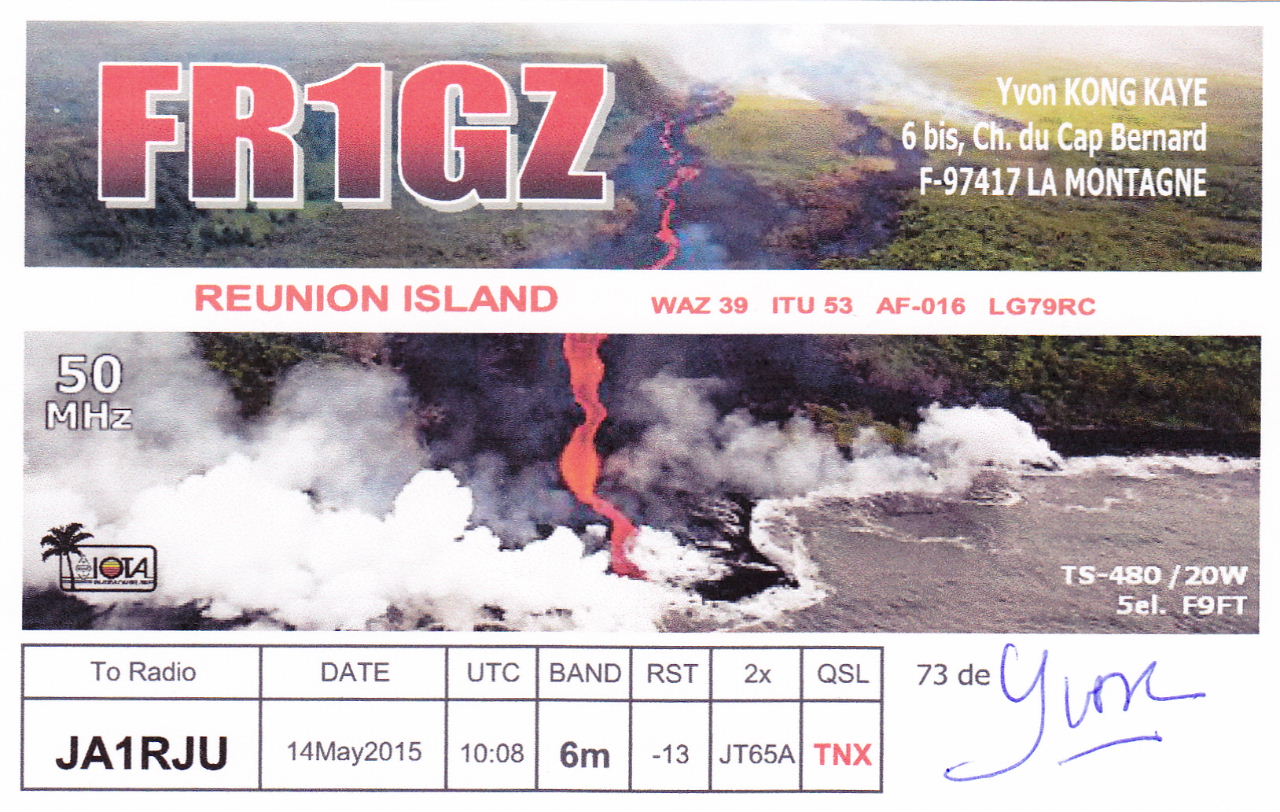 FR1GZ
Yvon KONG KAYE
6 bis, Ch. du Cap Bernard
F-97417 LA MONTAGNE
REUNION ISLAND WAZ 39 ITU 53 AF-016 LG79RC
50
MHz
IOTA
TS-480 /20W
5el. F9FT
To Radio DATE UTC BAND RST 2x QSL
JA1RJU 14May2015 10:08 6m -13 JT65A TNX
73 de Yvon